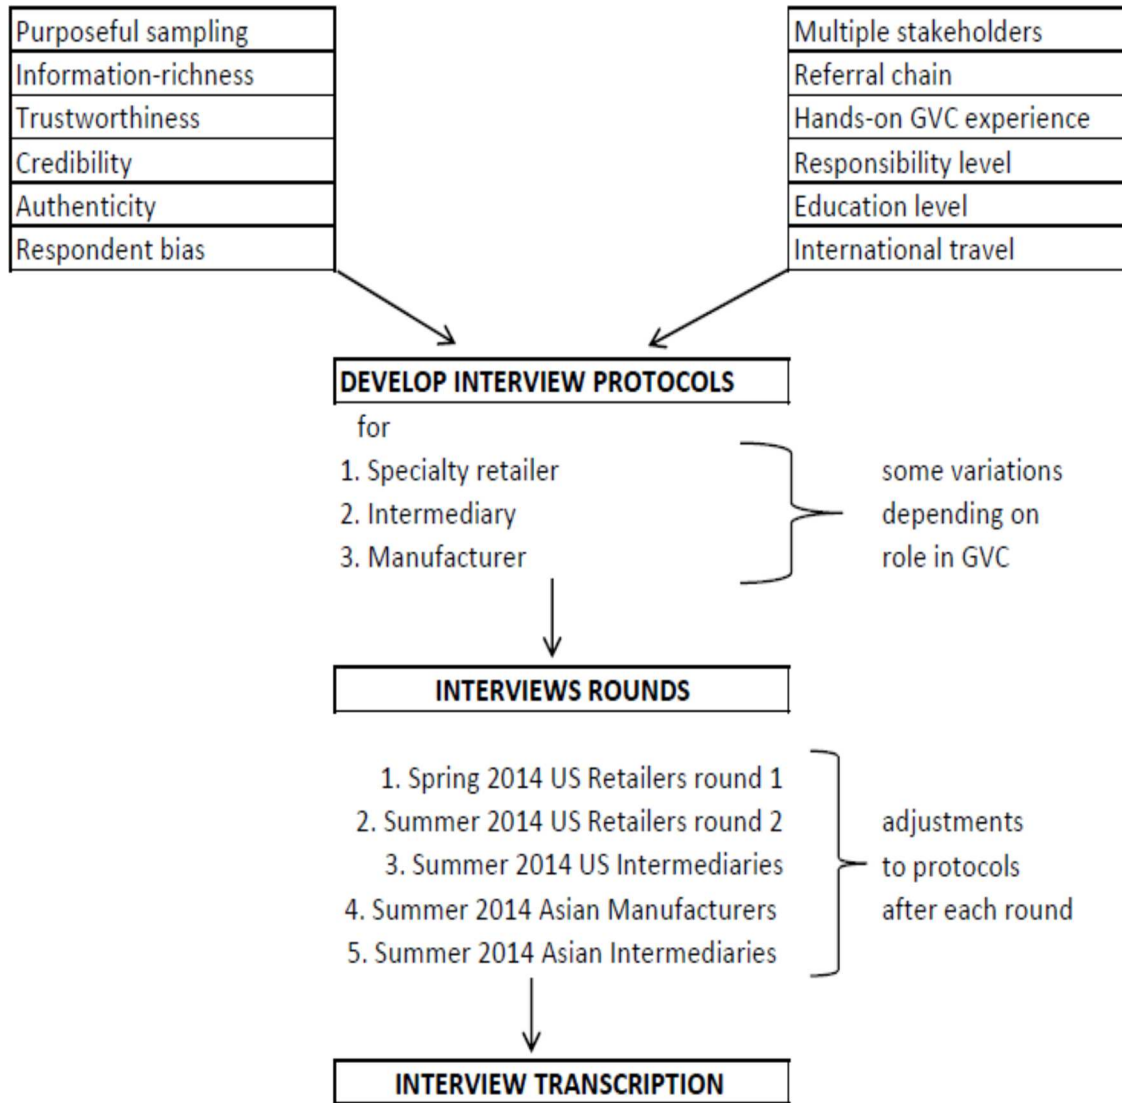 Purposeful sampling
Information-richness
Trustworthiness
Credibility
Authenticity
Respondent bias
Multiple stakeholders
Referral chain
Hands-on GVC experience
Responsibility level
Education level
International travel
DEVELOP INTERVIEW PROTOCOLS
for
1. Specialty retailer
2. Intermediary
3. Manufacturer
some variations
depending on
role in GVC
INTERVIEWS ROUNDS
1. Spring 2014 US Retailers round 1
2. Summer 2014 US Retailers round 2
3. Summer 2014 US Intermediaries
4. Summer 2014 Asian Manufacturers
5. Summer 2014 Asian Intermediaries
adjustments
to protocols
after each round
INTERVIEW TRANSCRIPTION